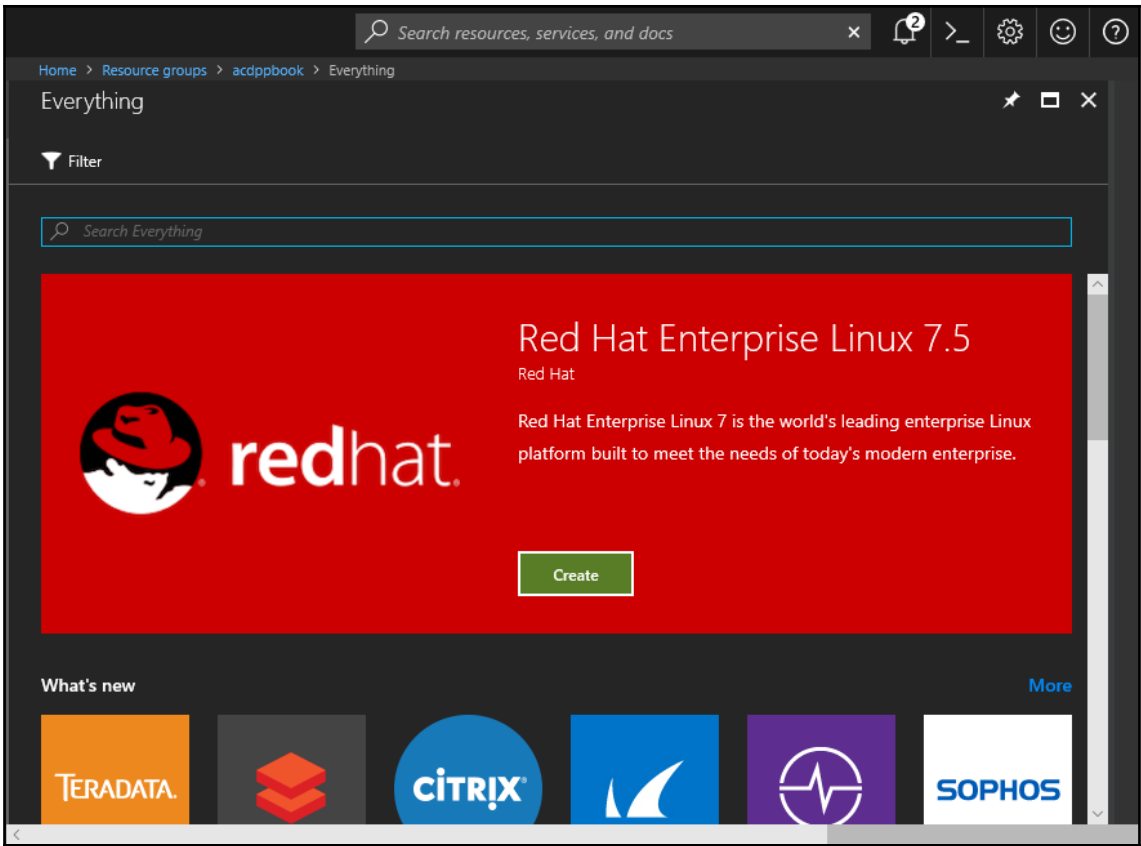 Search resources, services, and docs
2
Home > Resource groups > acdppbook > Everything
Everything
Filter
Search Everything
redhat.
Red Hat Enterprise Linux 7.5
Red Hat
Red Hat Enterprise Linux 7 is the world's leading enterprise Linux
platform built to meet the needs of today's modern enterprise.
Create
What's new
More
TERADATA.
CİTRIX®
SOPHOS